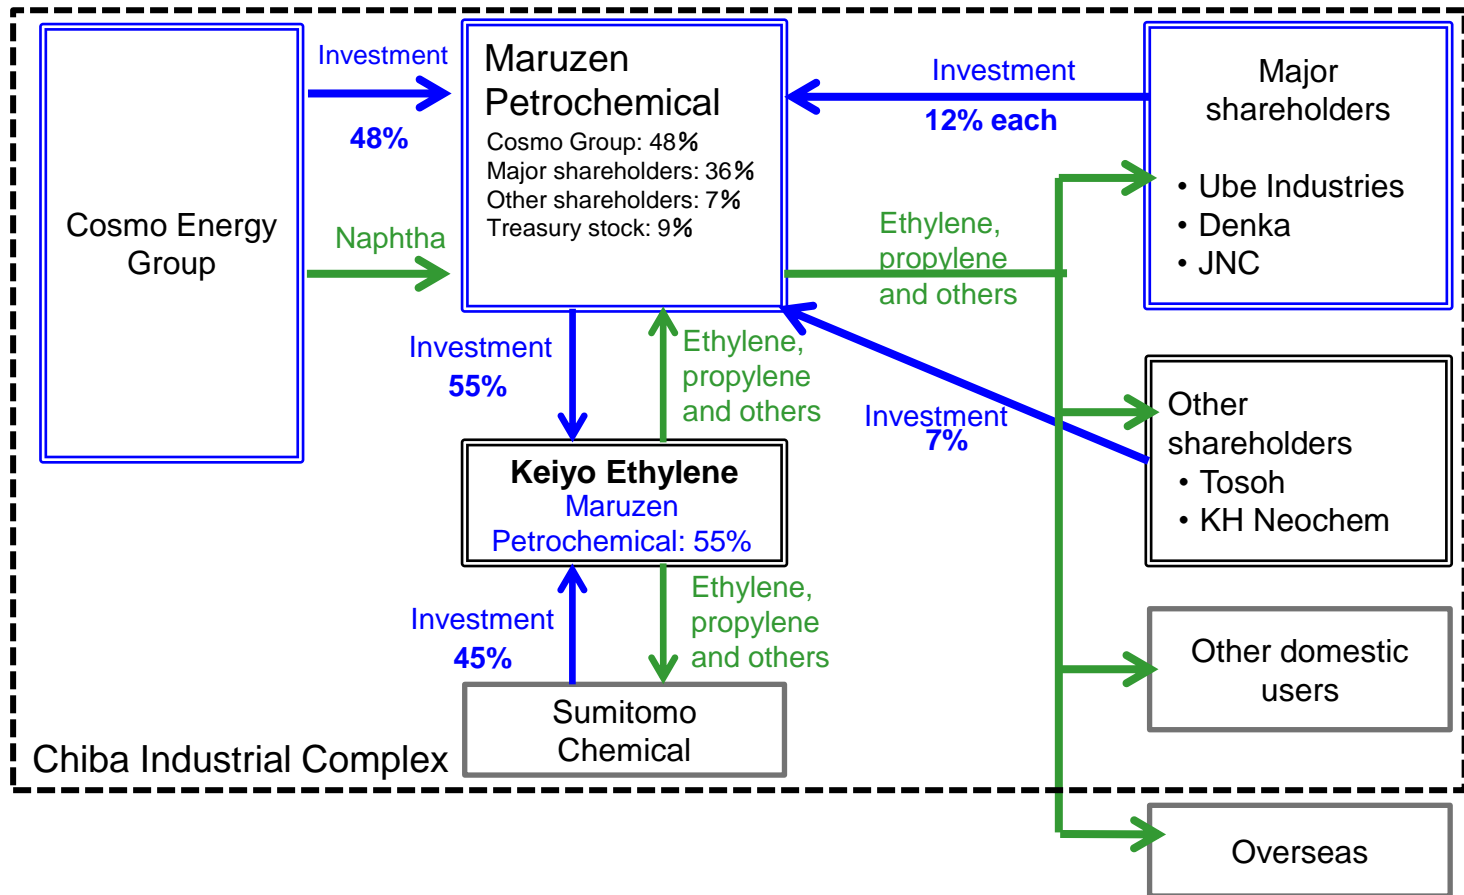 Investment
48%
Cosmo Energy
Group
Naphtha
Maruzen
Petrochemical
Cosmo Group: 48%
Major shareholders: 36%
Other shareholders: 7%
Treasury stock: 9%
Investment
12% each
Major
shareholders
• Ube Industries
• Denka
• JNC
Ethylene,
propylene
and others
Investment
55%
Ethylene,
propylene
and others
Investment
7%
Other
shareholders
• Tosoh
• KH Neochem
Keiyo Ethylene
Maruzen
Petrochemical: 55%
Investment
45%
Ethylene,
propylene
and others
Other domestic
users
Sumitomo
Chemical
Chiba Industrial Complex
Overseas